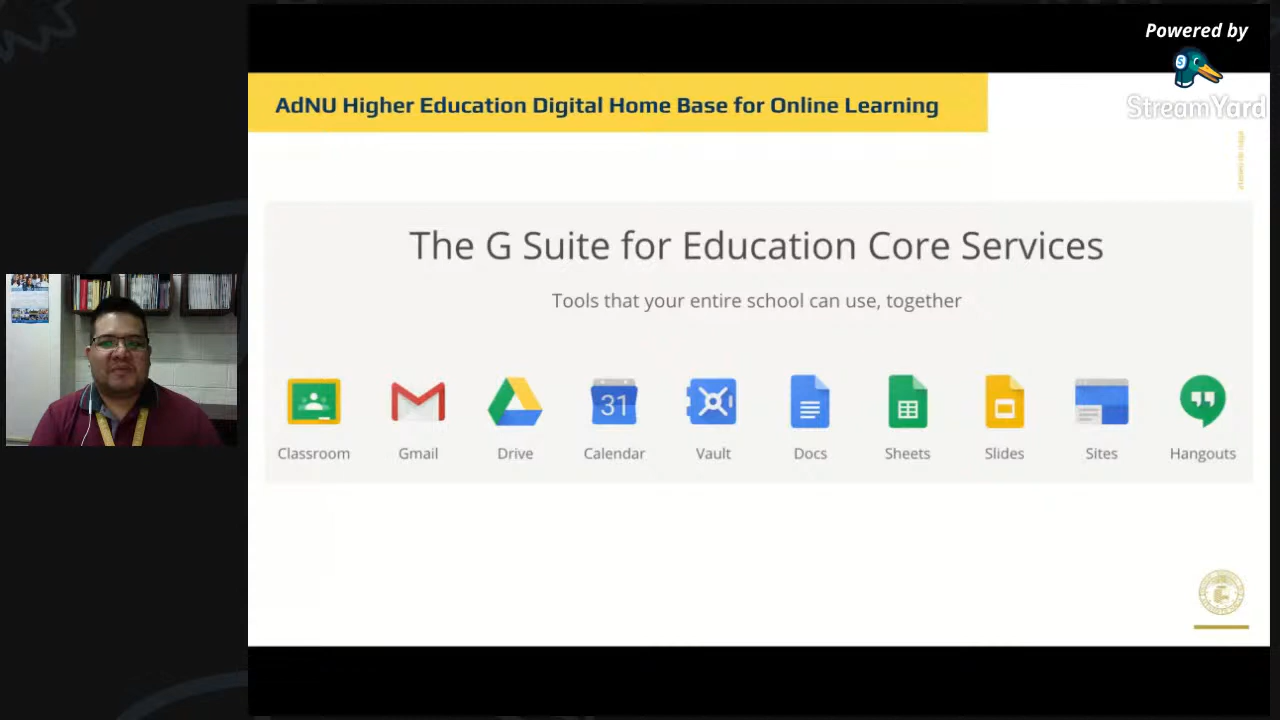 Powered by
StreamYard
AdNU Higher Education Digital Home Base for Online Learning
The G Suite for Education Core Services
Tools that your entire school can use, together
31
Classroom
Gmail
Drive
Calendar
Vault
Docs
Sheets
Slides
Sites
Hangouts